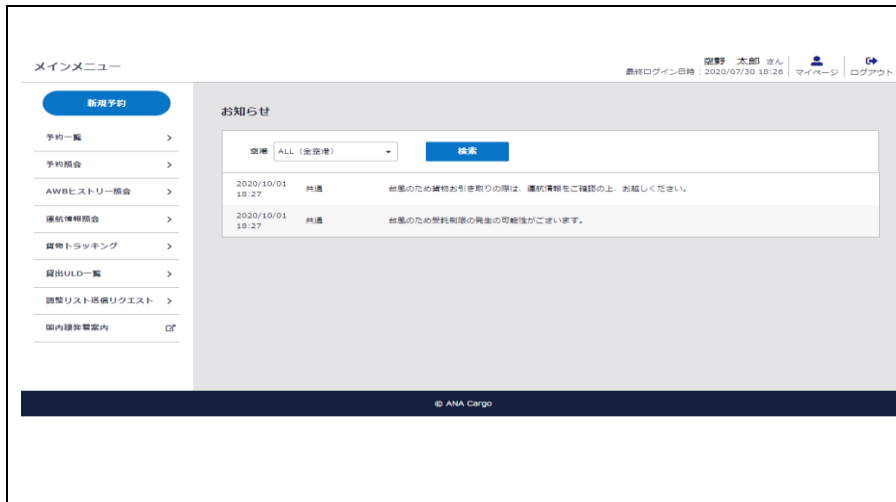 メインメニュー
空野 太郎 さん
最終ログイン日時：2020/07/30 18:26
マイページ
ログアウト
新規予約
予約一覧
予約照会
AWBヒストリー照会
運航情報照会
貨物トラッキング
貸出ULD一覧
調整リスト送信リクエスト
国内線発着案内
お知らせ
空港 ALL（全空港） 検索
2020/10/01 18:27 共通 台風のため貨物お引き取りの際は、運航情報をご確認の上、お越しください。
2020/10/01 18:27 共通 台風のため受託制限の発生の可能性がございます。
© ANA Cargo